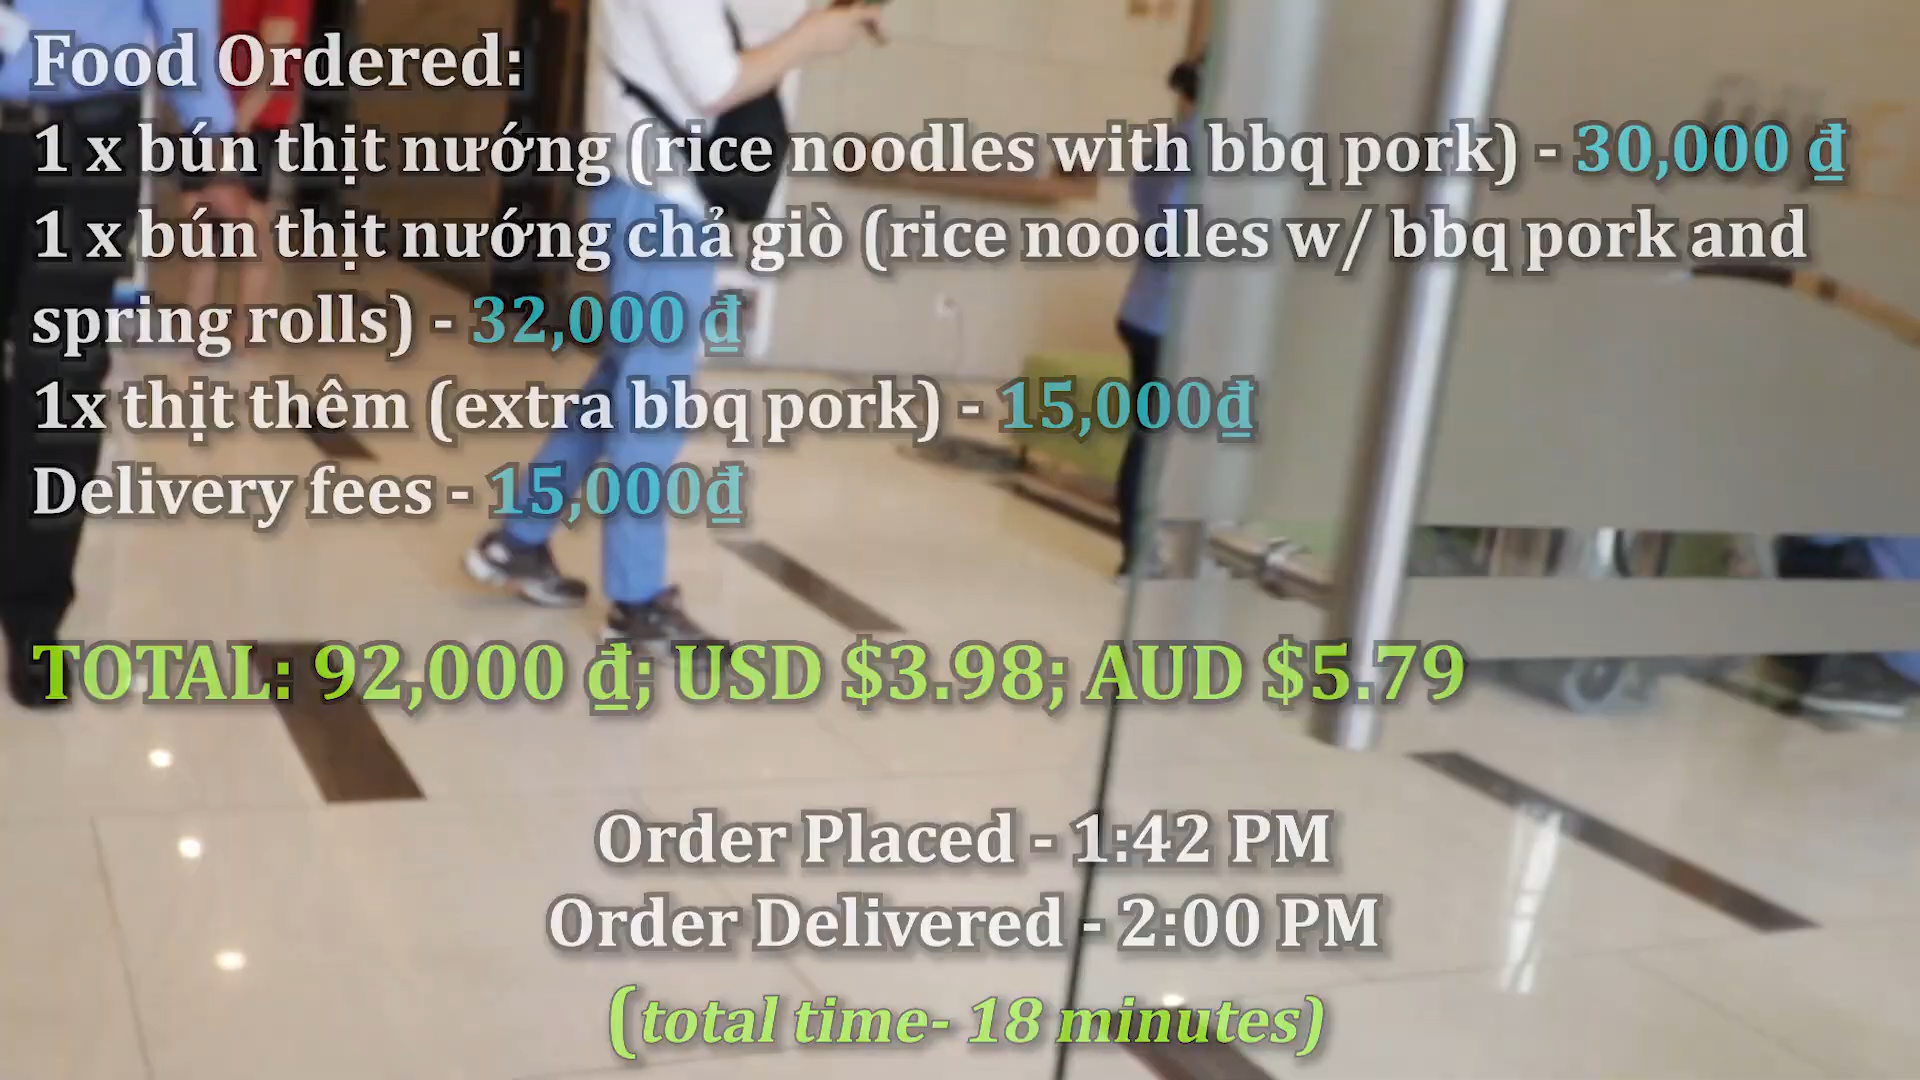 Food Ordered:
1 x bún thịt nướng (rice noodles with bbq pork) - 30,000 ₫
1 x bún thịt nướng chả giò (rice noodles w/ bbq pork and
spring rolls) - 32,000 ₫
1x thịt thêm (extra bbq pork) - 15,000₫
Delivery fees - 15,000₫
TOTAL: 92,000 ₫; USD $3.98; AUD $5.79
Order Placed - 1:42 PM
Order Delivered - 2:00 PM
(total time- 18 minutes)